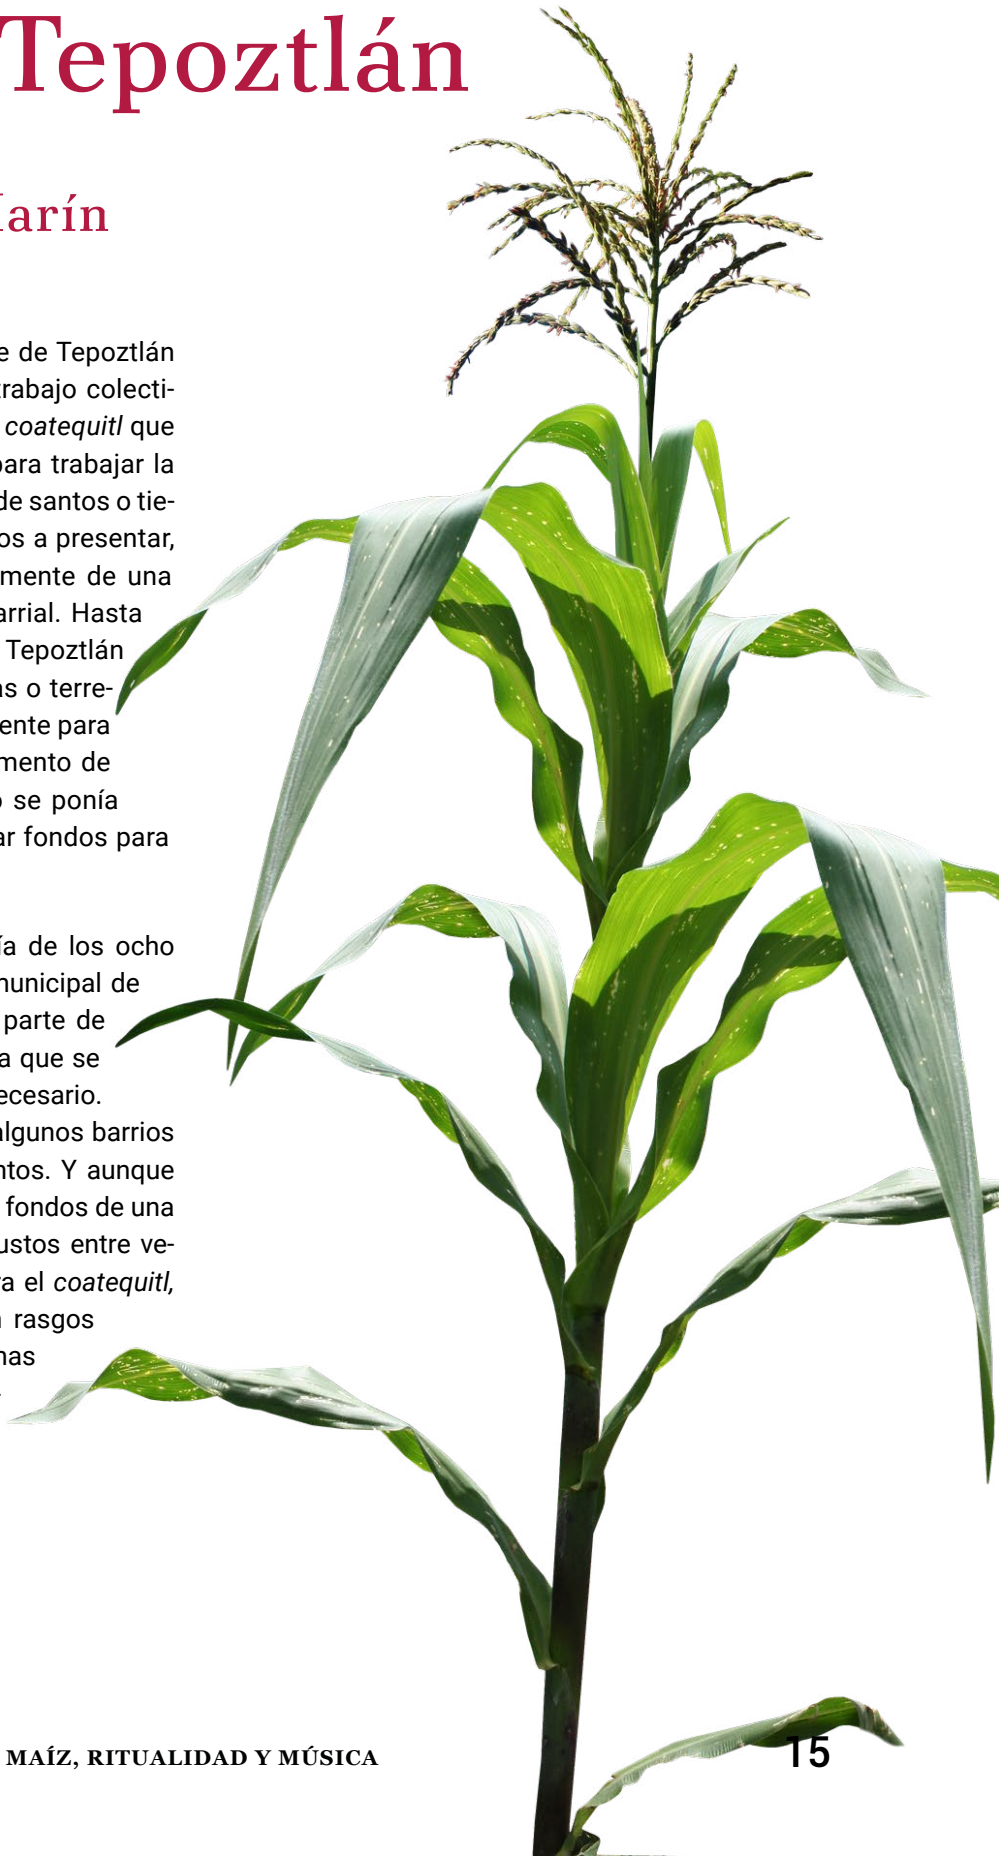 Tepoztlán
arín
e de Tepoztlán
trabajo colecti-
coatequitl que
para trabajar la
de santos o tie-
os a presentar,
mente de una
arrial. Hasta
Tepoztlán
as o terre-
ente para
mento de
o se ponía
ar fondos para
ía de los ocho
municipal de
parte de
a que se
ecesario.
algunos barrios
ntos. Y aunque
fondos de una
ustos entre ve-
a el coatequitl,
rasgos
nas
MAÍZ, RITUALIDAD Y MÚSICA
15